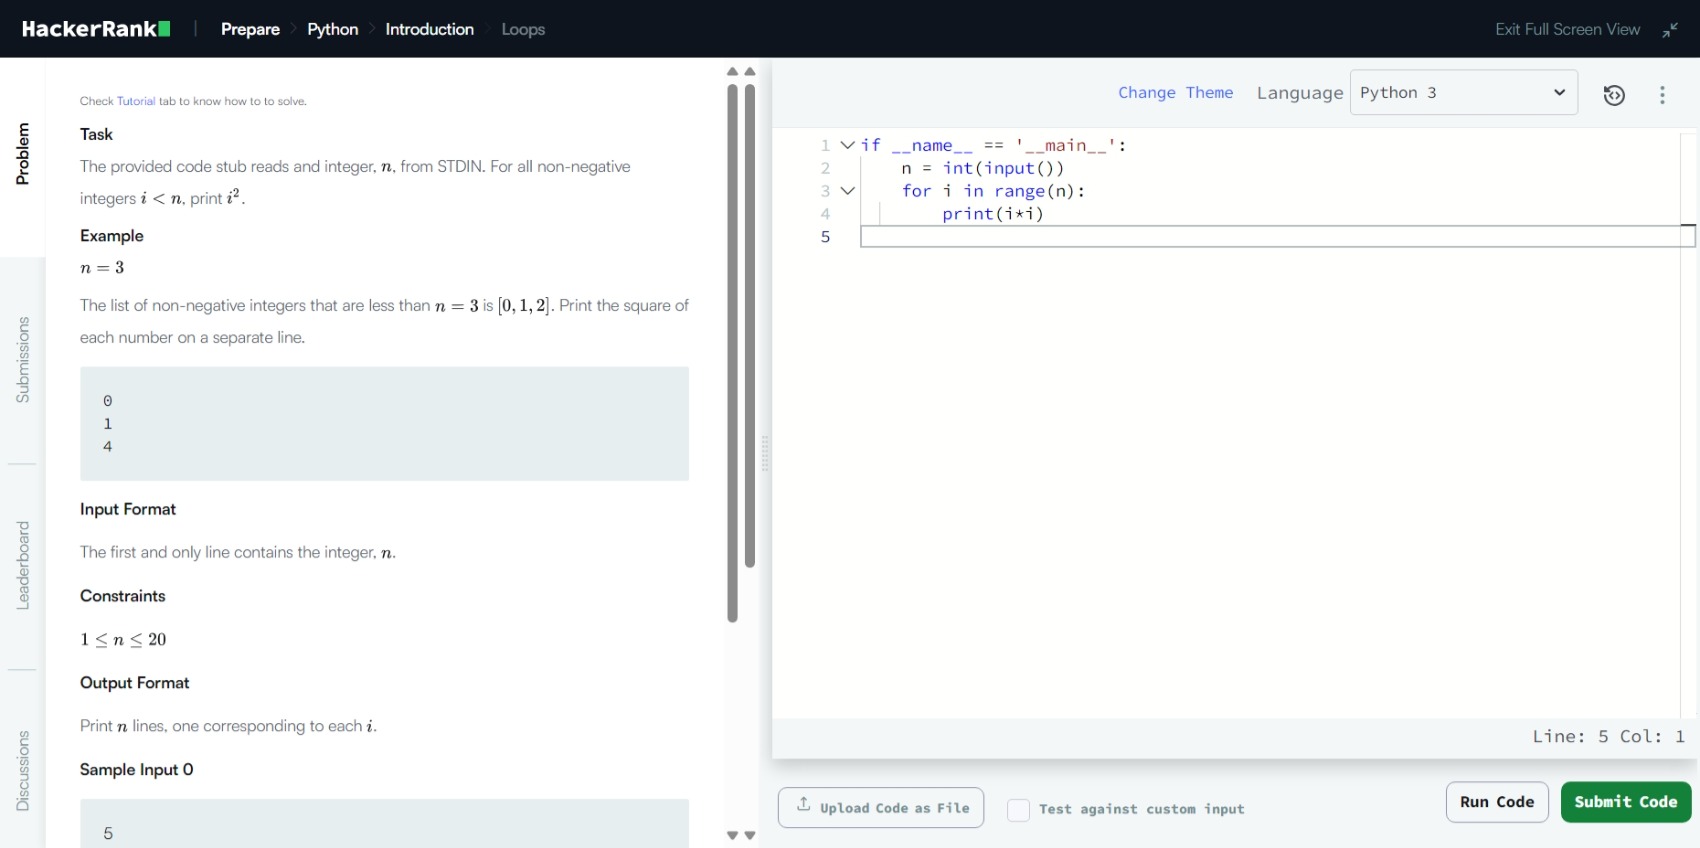 HackerRank
Prepare
Python
Introduction
Loops
Exit Full Screen View
Problem
Submissions
Leaderboard
Discussions
Check Tutorial tab to know how to to solve.
Task
The provided code stub reads and integer, n, from STDIN. For all non-negative
integers i < n, print i².
Example
n = 3
The list of non-negative integers that are less than n = 3 is [0, 1, 2]. Print the square of
each number on a separate line.
0
1
4
Input Format
The first and only line contains the integer, n.
Constraints
1 ≤ n ≤ 20
Output Format
Print n lines, one corresponding to each i.
Sample Input 0
5
Change Theme
Language
Python 3
1 if __name__ == '__main__':
2     n = int(input())
3     for i in range(n):
4         print(i*i)
5
Line: 5 Col: 1
Upload Code as File
Test against custom input
Run Code
Submit Code